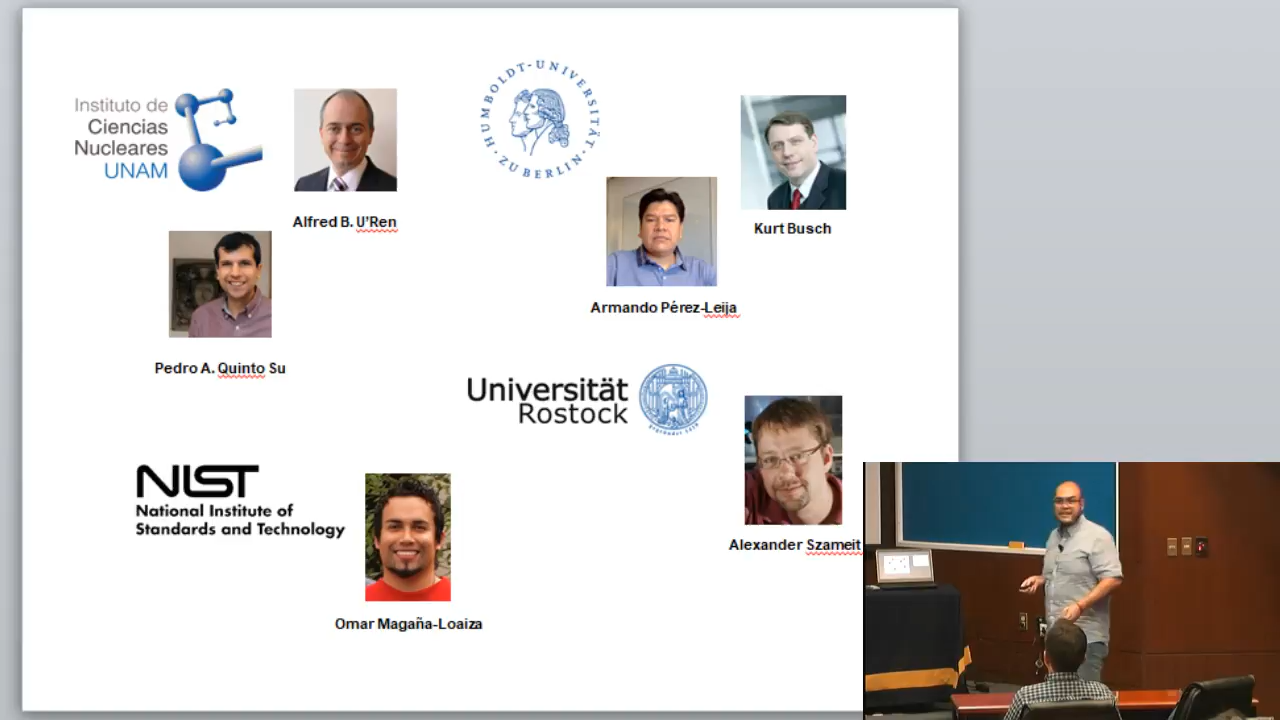 Instituto de
Ciencias
Nucleares
UNAM
Alfred B. U'Ren
HUMBOLDT-UNIVERSITÄT
· ZU BERLIN ·
Kurt Busch
Armando Pérez-Leija
Pedro A. Quinto Su
Universität
Rostock
Alexander Szameit
NIST
National Institute of
Standards and Technology
Omar Magaña-Loaiza